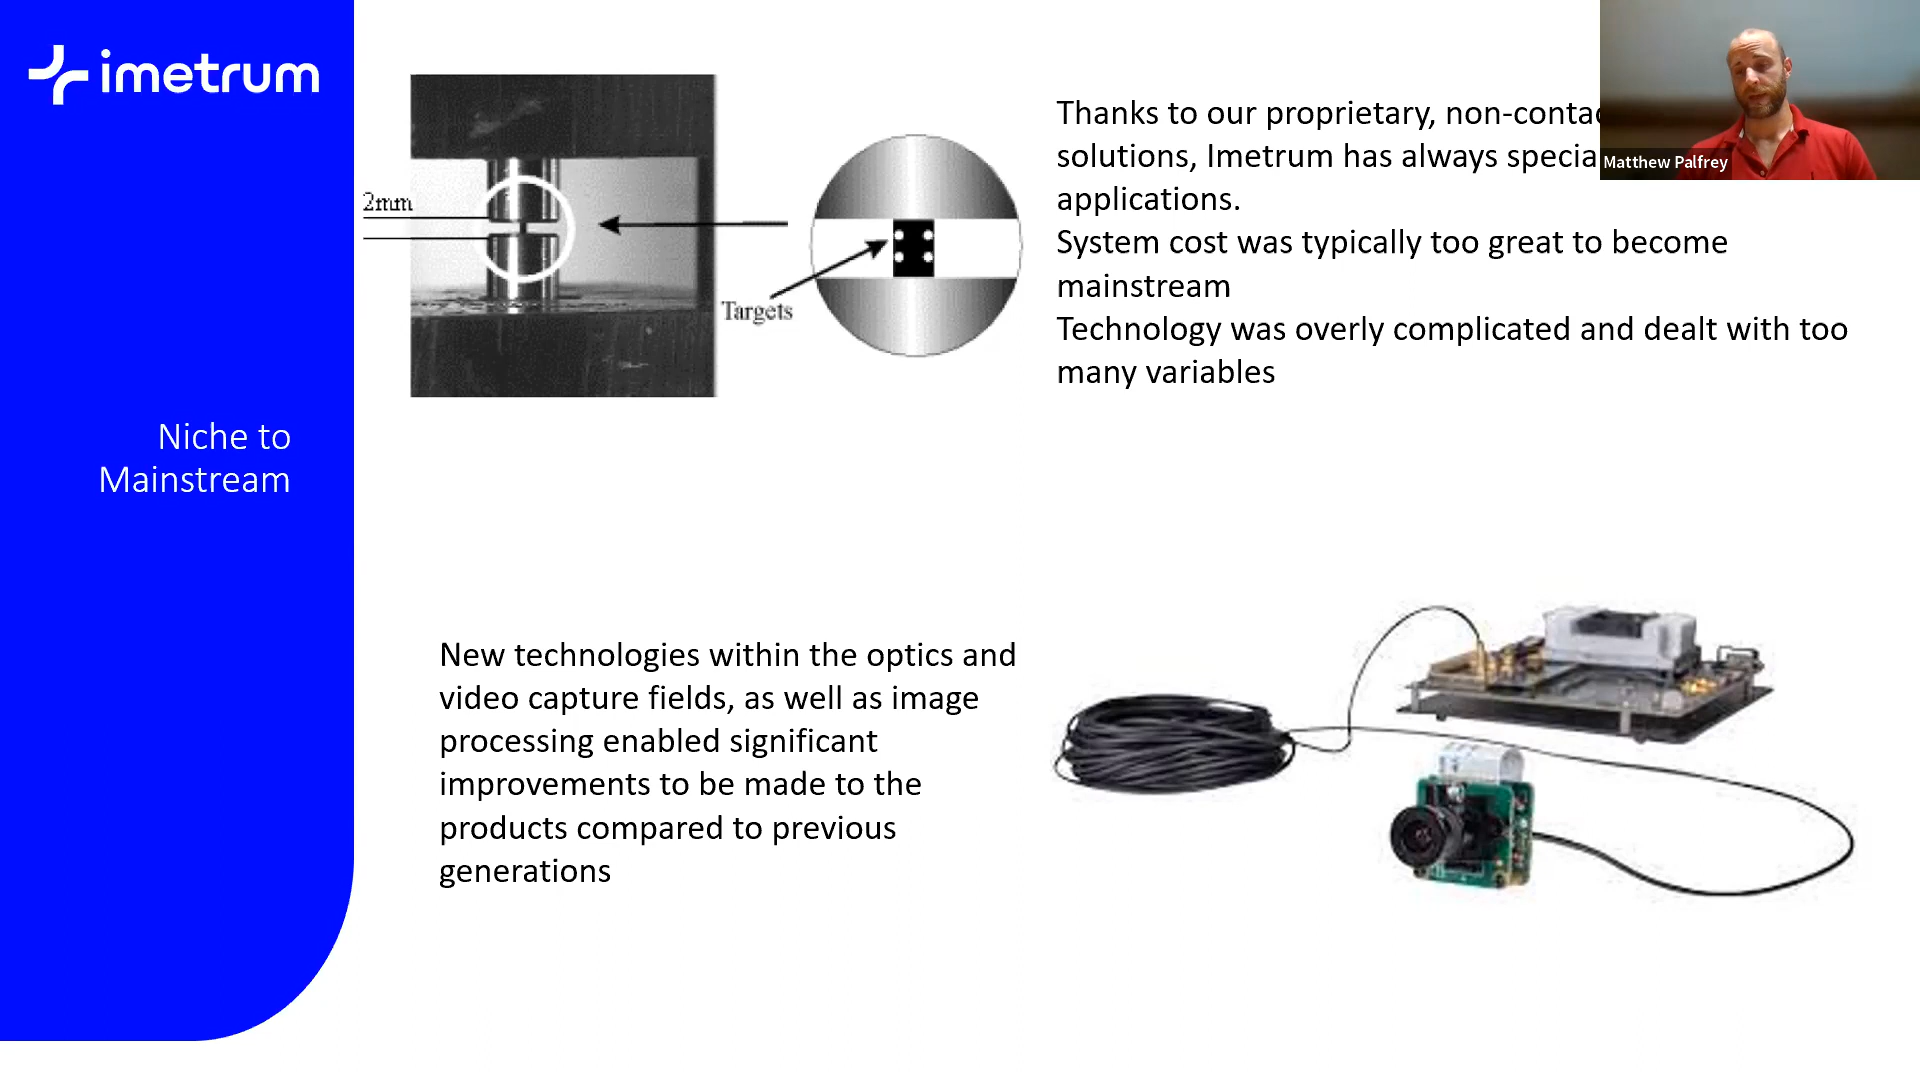 imetrum
Niche to
Mainstream
2mm
Targets
Thanks to our proprietary, non-contac
solutions, Imetrum has always specia
applications.
System cost was typically too great to become
mainstream
Technology was overly complicated and dealt with too
many variables
Matthew Palfrey
New technologies within the optics and
video capture fields, as well as image
processing enabled significant
improvements to be made to the
products compared to previous
generations